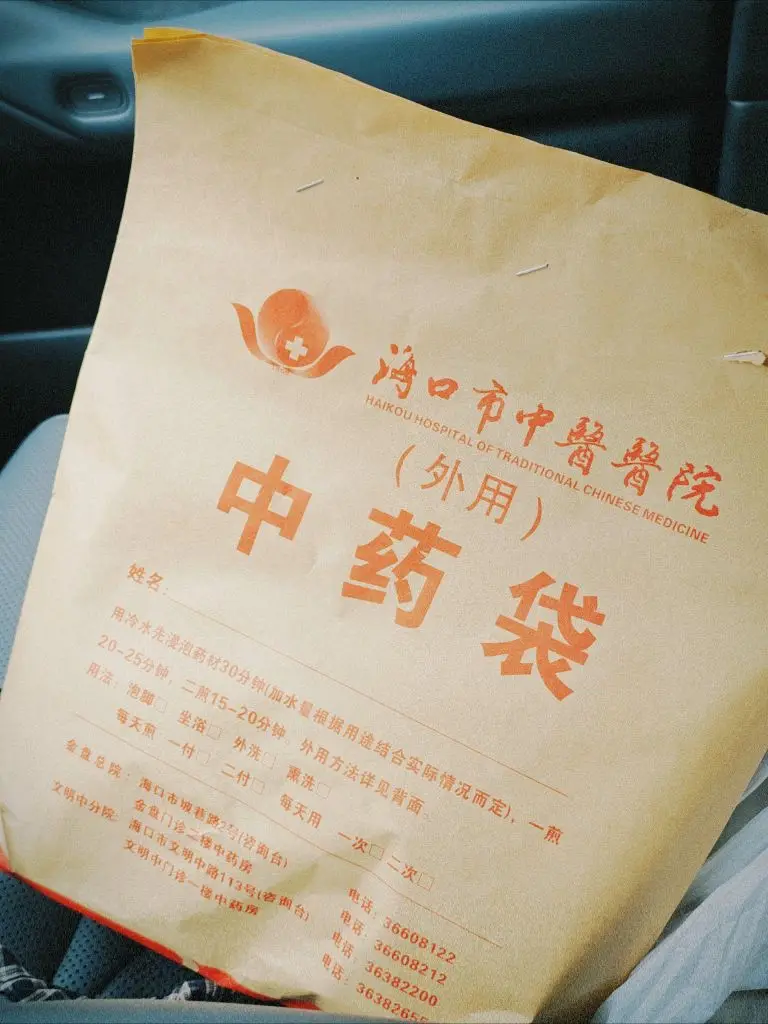 海口市中醫醫院
HAIKOU HOSPITAL OF TRADITIONAL CHINESE MEDICINE
（外用）
中药袋
姓名：
用冷水先浸泡药材30分钟(加水量根据用途结合实际情况而定)，一煎
20-25分钟，二煎15-20分钟。外用方法详见背面。
用法：泡脚□ 坐浴□ 外洗□ 熏洗□
每天煎 一付□ 二付□ 每天用 一次□ 二次□
金盘总院：海口市坡巷路2号(咨询台) 电话：36608122
金盘门诊二楼中药房 电话：36608212
文明中分院：海口市文明中路113号(咨询台) 电话：36382200
文明中门诊一楼中药房 电话：3638265